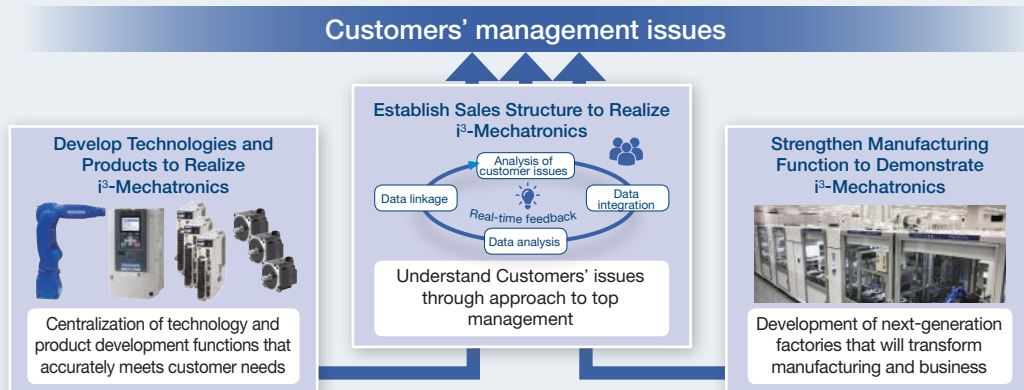 Customers’ management issues
Develop Technologies and
Products to Realize
i³-Mechatronics
Centralization of technology and
product development functions that
accurately meets customer needs
Establish Sales Structure to Realize
i³-Mechatronics
Analysis of
customer issues
Data linkage
Data
integration
Real-time feedback
Data analysis
Understand Customers’ issues
through approach to top
management
Strengthen Manufacturing
Function to Demonstrate
i³-Mechatronics
Development of next-generation
factories that will transform
manufacturing and business